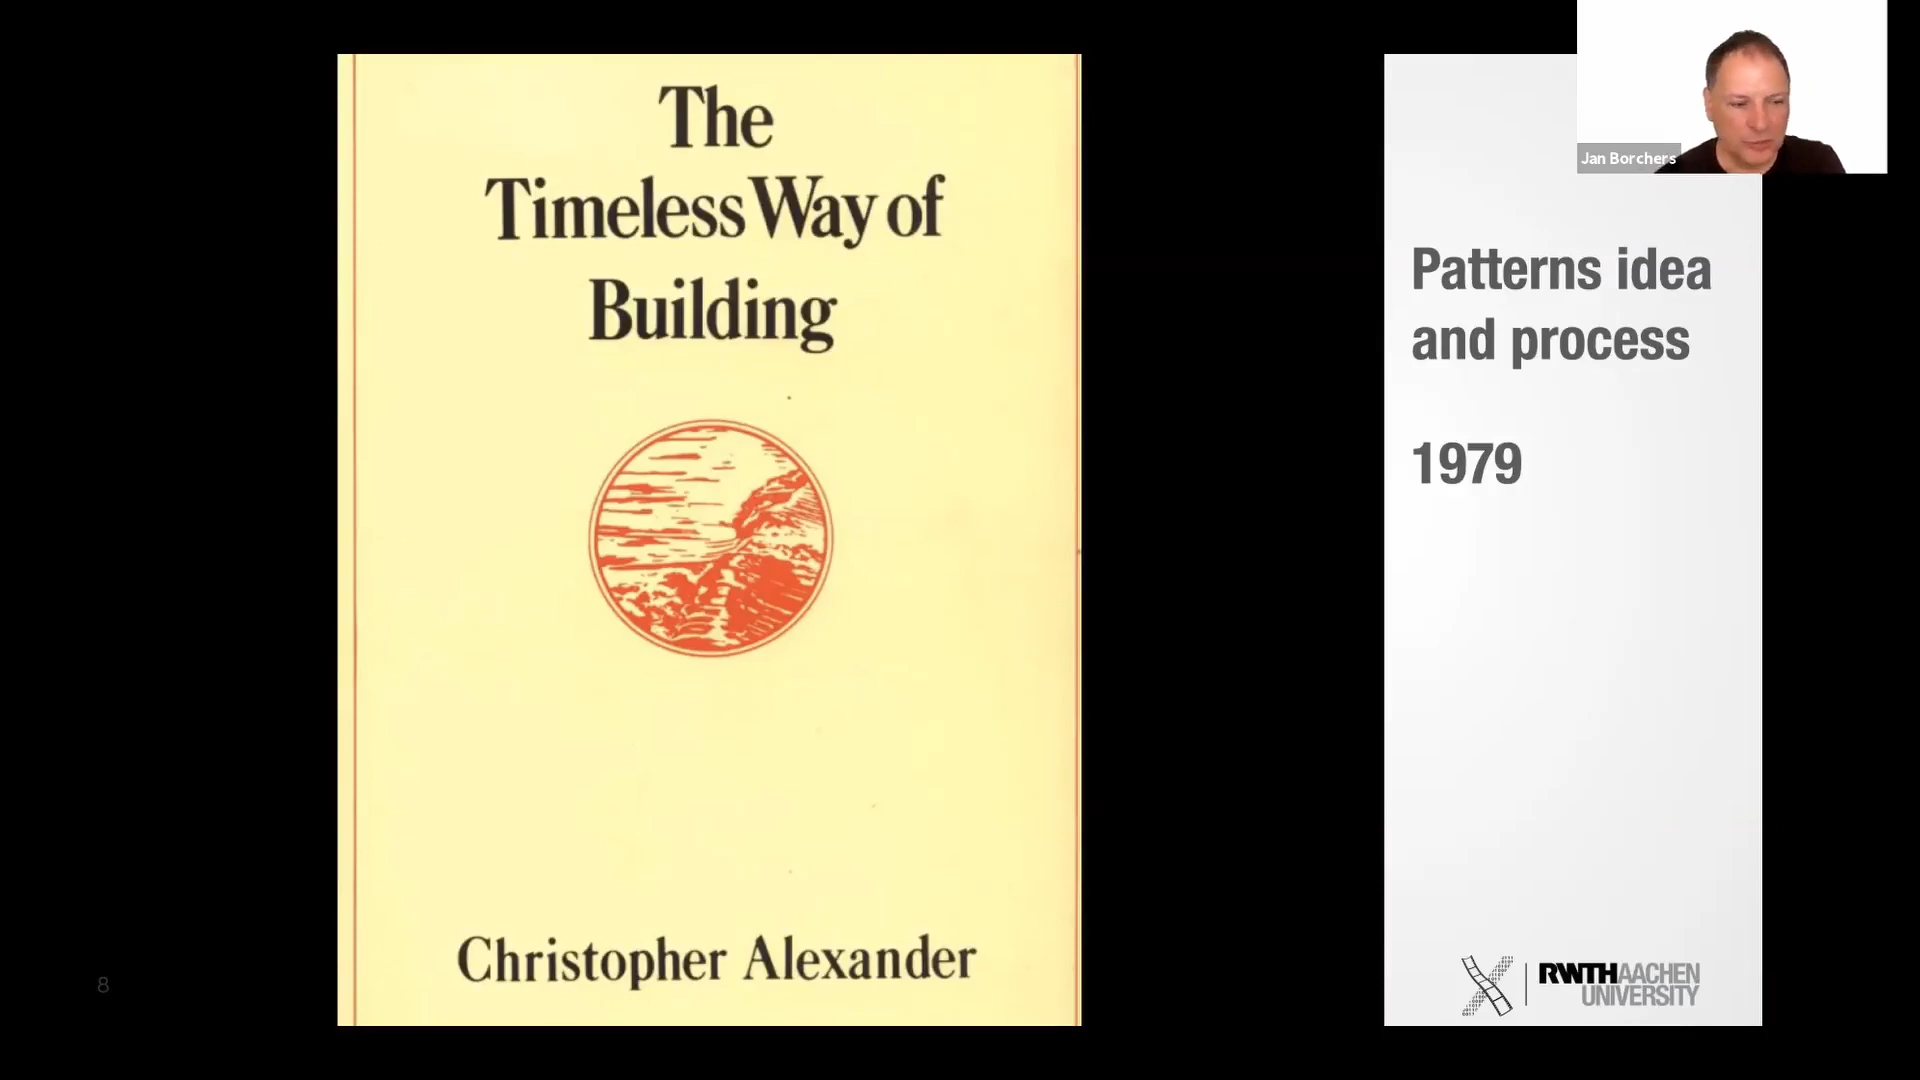 The
Timeless Way of
Building
Christopher Alexander
Jan Borchers
Patterns idea
and process
1979
RWTHAACHEN
UNIVERSITY
8